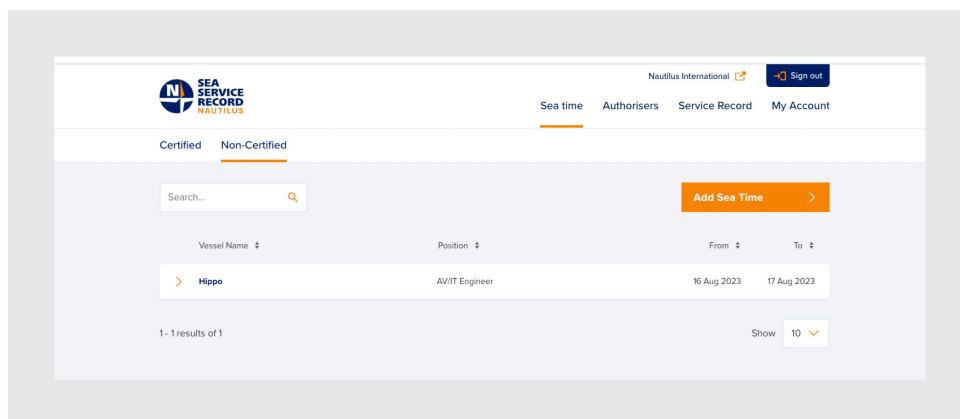 SEA
SERVICE
RECORD
NAUTILUS
Nautilus International
Sign out
Sea time Authorisers Service Record My Account
Certified Non-Certified
Search...
Add Sea Time
Vessel Name Position From To
Hippo AV/IT Engineer 16 Aug 2023 17 Aug 2023
1 - 1 results of 1
Show 10